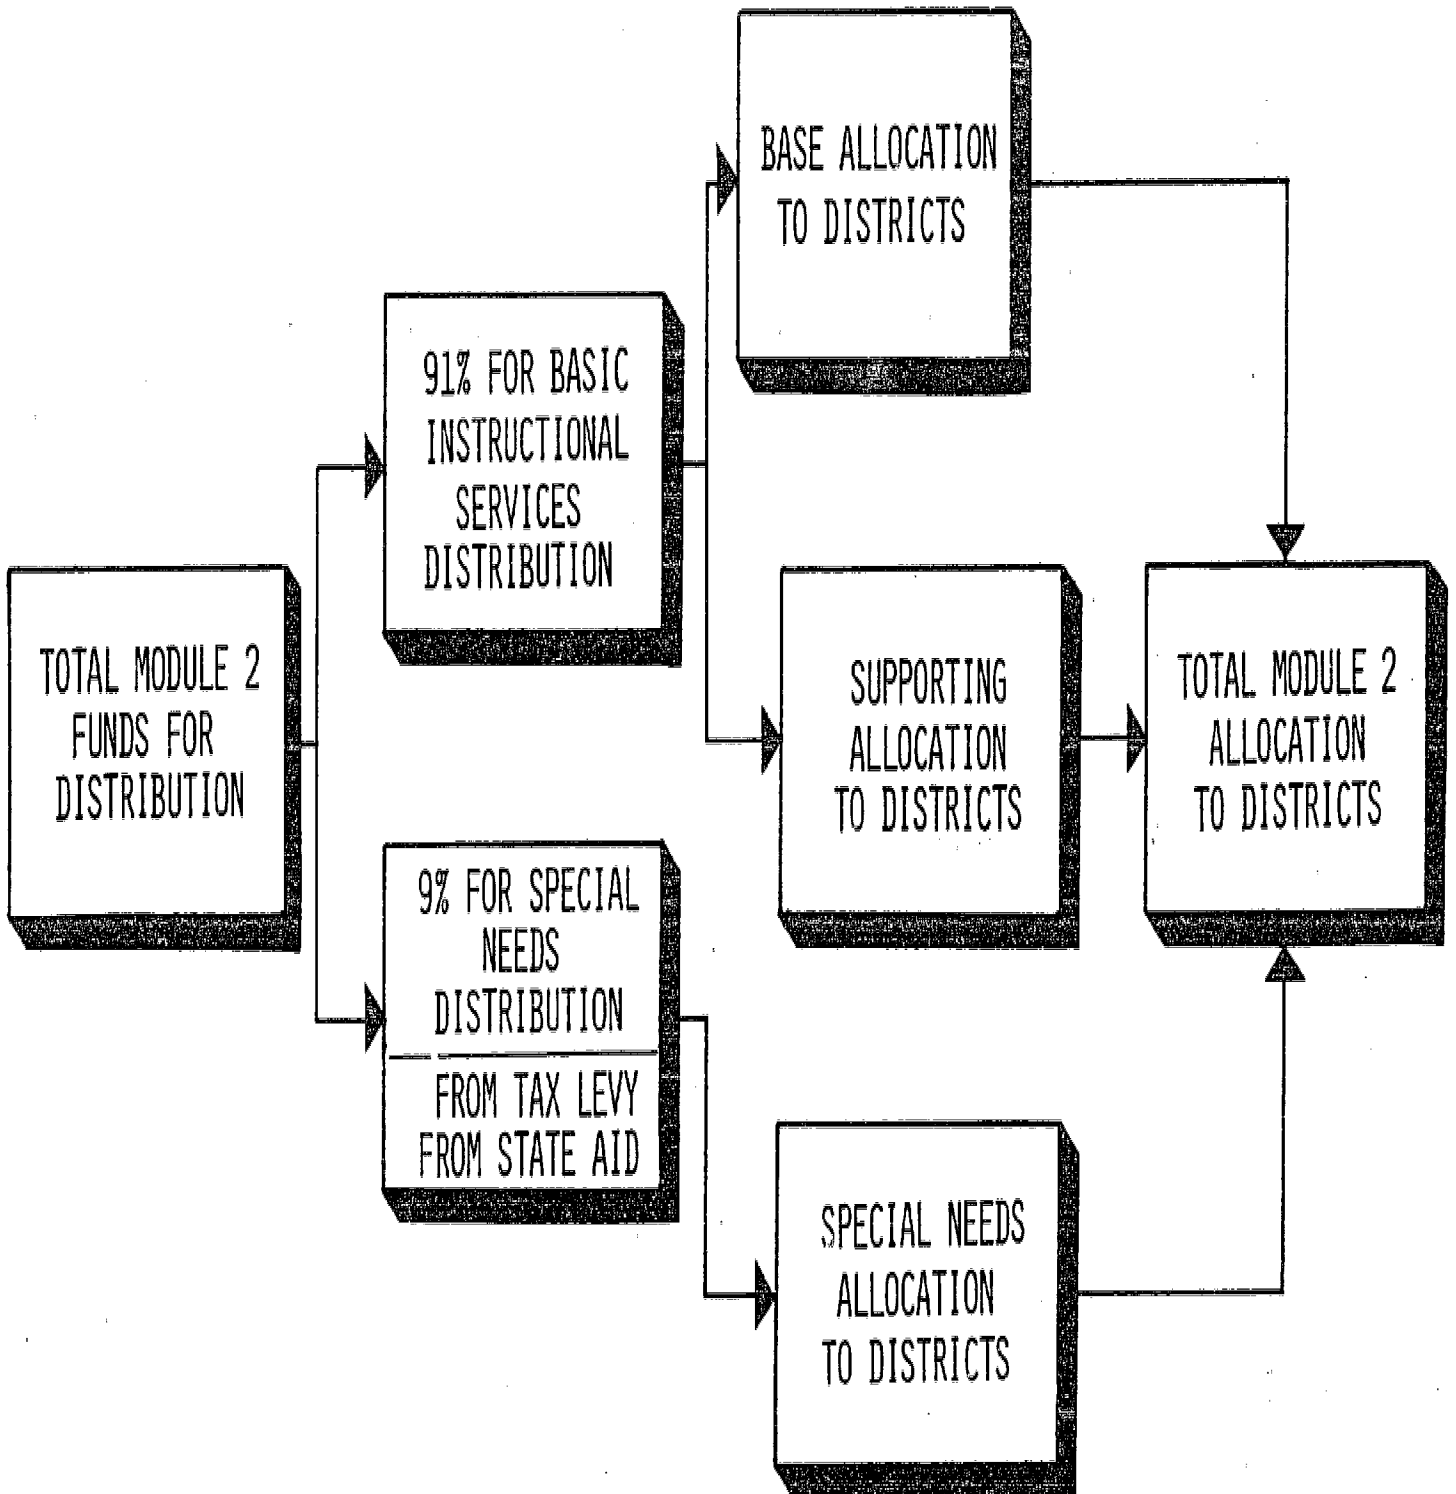 TOTAL MODULE 2
FUNDS FOR
DISTRIBUTION
91% FOR BASIC
INSTRUCTIONAL
SERVICES
DISTRIBUTION
9% FOR SPECIAL
NEEDS
DISTRIBUTION
FROM TAX LEVY
FROM STATE AID
BASE ALLOCATION
TO DISTRICTS
SUPPORTING
ALLOCATION
TO DISTRICTS
SPECIAL NEEDS
ALLOCATION
TO DISTRICTS
TOTAL MODULE 2
ALLOCATION
TO DISTRICTS